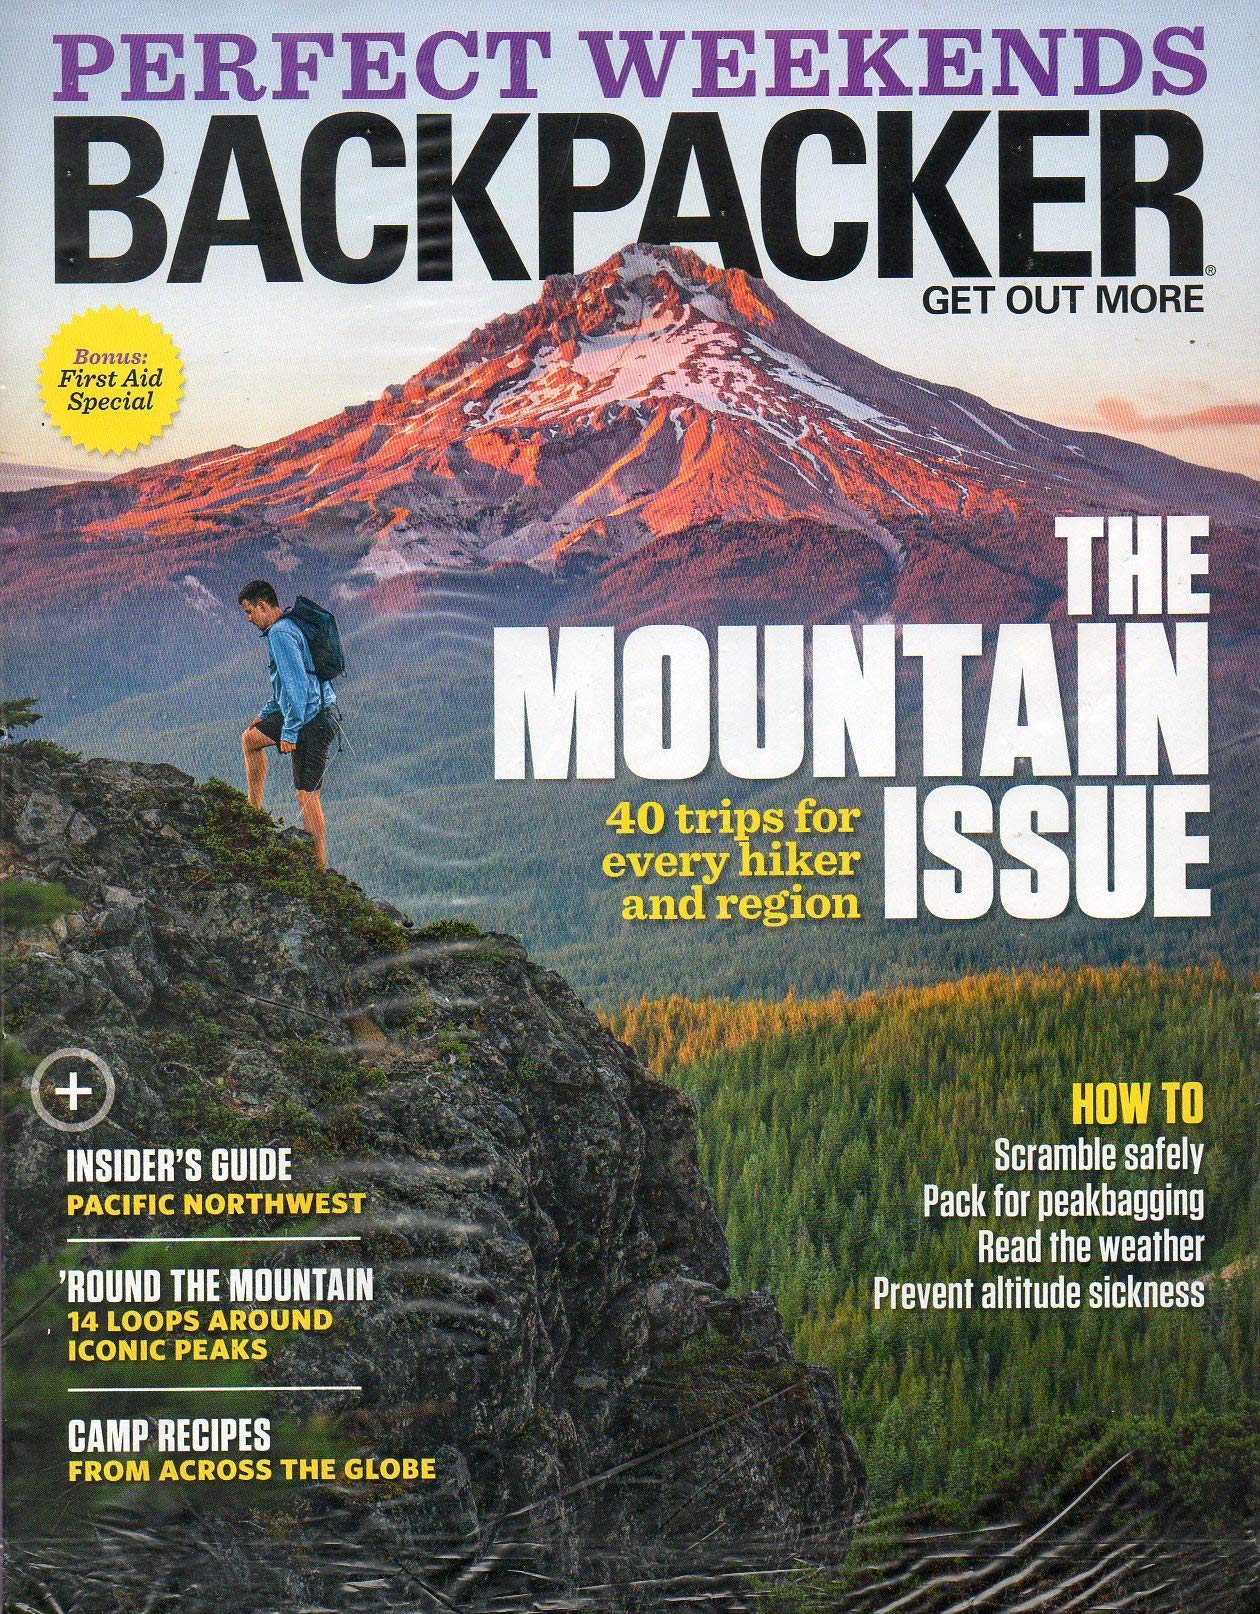 PERFECT WEEKENDS
BACKPACKER®
GET OUT MORE
Bonus:
First Aid
Special
THE
MOUNTAIN
ISSUE
40 trips for
every hiker
and region
+
INSIDER'S GUIDE
PACIFIC NORTHWEST
'ROUND THE MOUNTAIN
14 LOOPS AROUND
ICONIC PEAKS
CAMP RECIPES
FROM ACROSS THE GLOBE
HOW TO
Scramble safely
Pack for peakbagging
Read the weather
Prevent altitude sickness